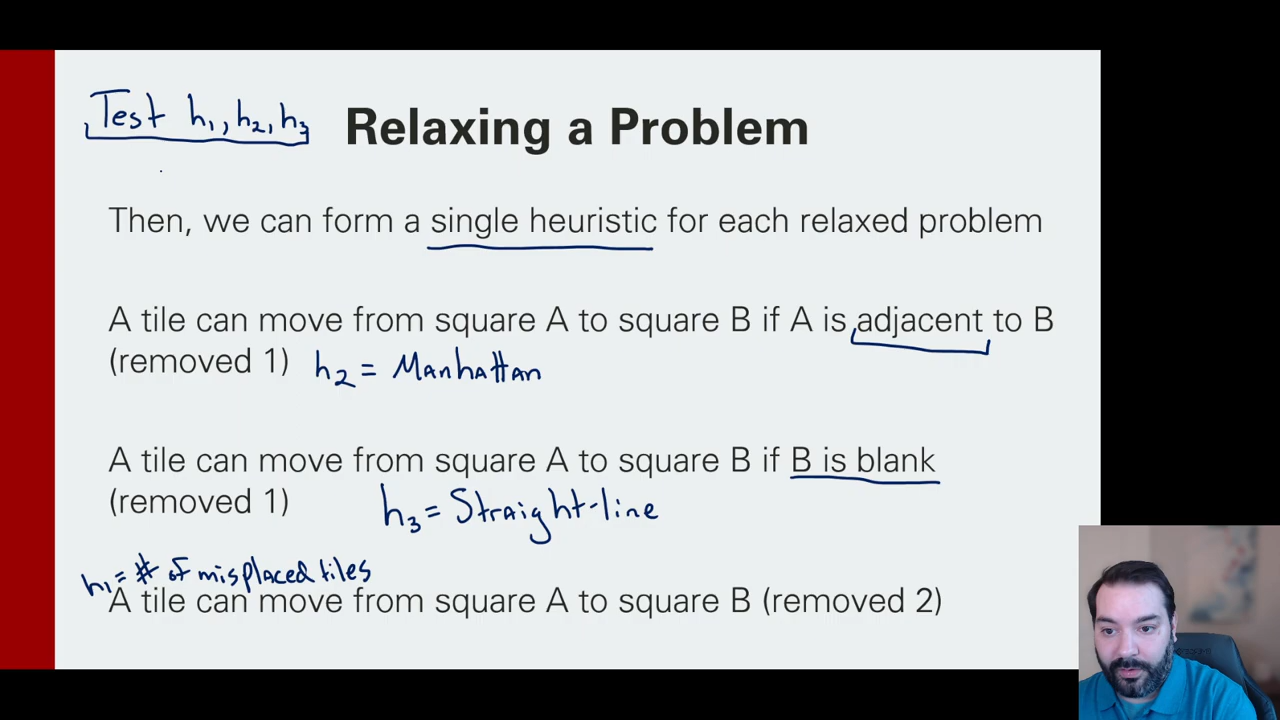 Test h1, h2, h3
Relaxing a Problem
Then, we can form a single heuristic for each relaxed problem
A tile can move from square A to square B if A is adjacent to B
(removed 1) h2 = Manhattan
A tile can move from square A to square B if B is blank
(removed 1) h3 = Straight-line
h1 = # of misplaced tiles
A tile can move from square A to square B (removed 2)